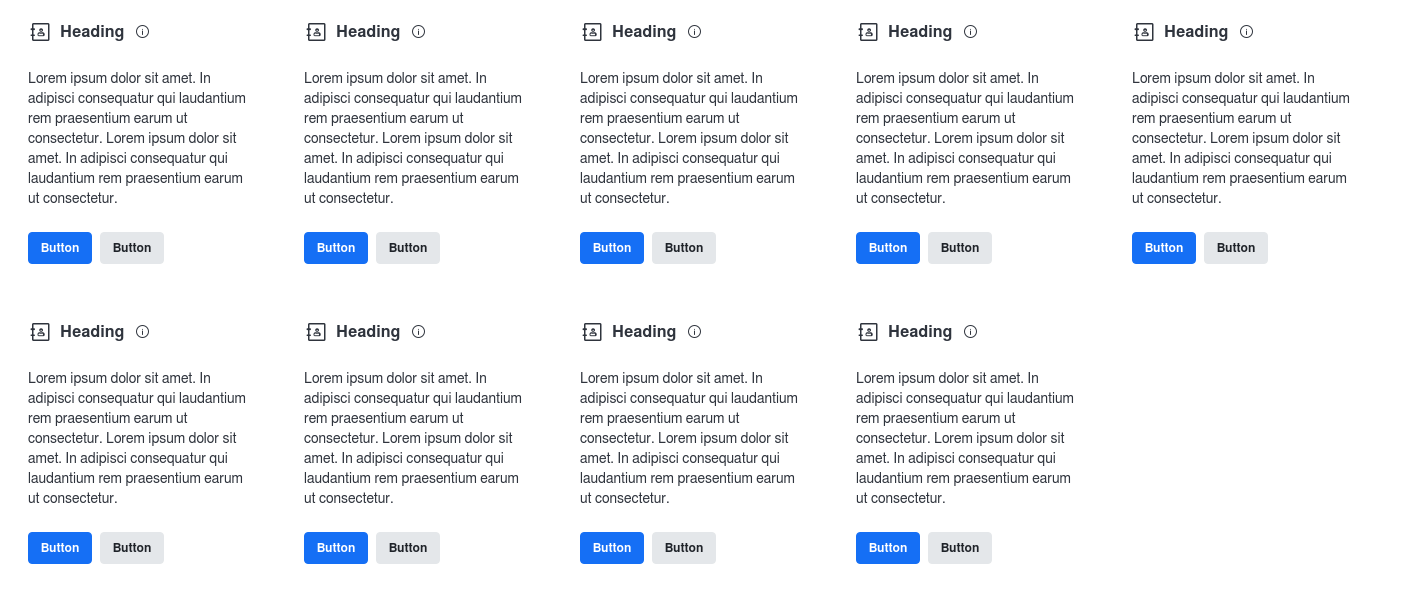 Heading
Lorem ipsum dolor sit amet. In
adipisci consequatur qui laudantium
rem praesentium earum ut
consectetur. Lorem ipsum dolor sit
amet. In adipisci consequatur qui
laudantium rem praesentium earum
ut consectetur.
Button Button
Heading
Lorem ipsum dolor sit amet. In
adipisci consequatur qui laudantium
rem praesentium earum ut
consectetur. Lorem ipsum dolor sit
amet. In adipisci consequatur qui
laudantium rem praesentium earum
ut consectetur.
Button Button
Heading
Lorem ipsum dolor sit amet. In
adipisci consequatur qui laudantium
rem praesentium earum ut
consectetur. Lorem ipsum dolor sit
amet. In adipisci consequatur qui
laudantium rem praesentium earum
ut consectetur.
Button Button
Heading
Lorem ipsum dolor sit amet. In
adipisci consequatur qui laudantium
rem praesentium earum ut
consectetur. Lorem ipsum dolor sit
amet. In adipisci consequatur qui
laudantium rem praesentium earum
ut consectetur.
Button Button
Heading
Lorem ipsum dolor sit amet. In
adipisci consequatur qui laudantium
rem praesentium earum ut
consectetur. Lorem ipsum dolor sit
amet. In adipisci consequatur qui
laudantium rem praesentium earum
ut consectetur.
Button Button
Heading
Lorem ipsum dolor sit amet. In
adipisci consequatur qui laudantium
rem praesentium earum ut
consectetur. Lorem ipsum dolor sit
amet. In adipisci consequatur qui
laudantium rem praesentium earum
ut consectetur.
Button Button
Heading
Lorem ipsum dolor sit amet. In
adipisci consequatur qui laudantium
rem praesentium earum ut
consectetur. Lorem ipsum dolor sit
amet. In adipisci consequatur qui
laudantium rem praesentium earum
ut consectetur.
Button Button
Heading
Lorem ipsum dolor sit amet. In
adipisci consequatur qui laudantium
rem praesentium earum ut
consectetur. Lorem ipsum dolor sit
amet. In adipisci consequatur qui
laudantium rem praesentium earum
ut consectetur.
Button Button
Heading
Lorem ipsum dolor sit amet. In
adipisci consequatur qui laudantium
rem praesentium earum ut
consectetur. Lorem ipsum dolor sit
amet. In adipisci consequatur qui
laudantium rem praesentium earum
ut consectetur.
Button Button